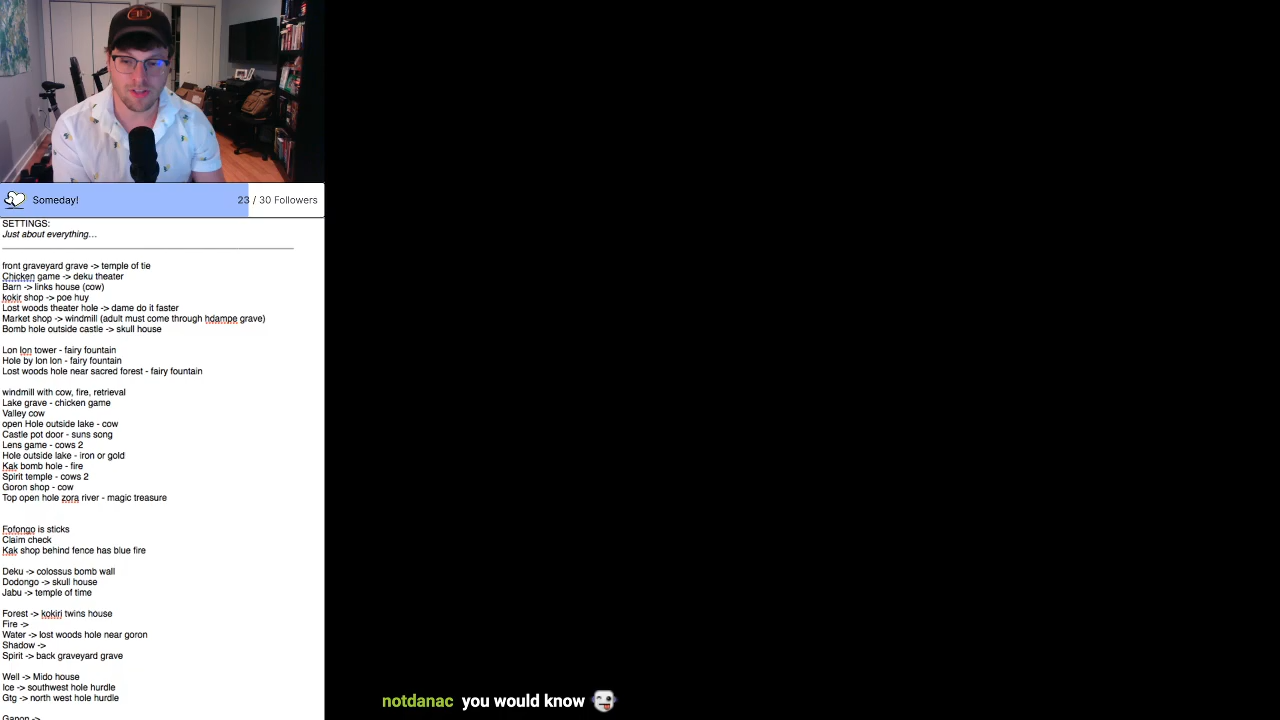 Someday!
23 / 30 Followers
SETTINGS:
Just about everything...
front graveyard grave -> temple of tie
Chicken game -> deku theater
Barn -> links house (cow)
kokir shop -> poe huy
Lost woods theater hole -> dame do it faster
Market shop -> windmill (adult must come through hdampe grave)
Bomb hole outside castle -> skull house
Lon lon tower - fairy fountain
Hole by lon lon - fairy fountain
Lost woods hole near sacred forest - fairy fountain
windmill with cow, fire, retrieval
Lake grave - chicken game
Valley cow
open Hole outside lake - cow
Castle pot door - suns song
Lens game - cows 2
Hole outside lake - iron or gold
Kak bomb hole - fire
Spirit temple - cows 2
Goron shop - cow
Top open hole zora river - magic treasure
Fofongo is sticks
Claim check
Kak shop behind fence has blue fire
Deku -> colossus bomb wall
Dodongo -> skull house
Jabu -> temple of time
Forest -> kokiri twins house
Fire ->
Water -> lost woods hole near goron
Shadow ->
Spirit -> back graveyard grave
Well -> Mido house
Ice -> southwest hole hurdle
Gtg -> north west hole hurdle
Ganon ->
notdanac you would know